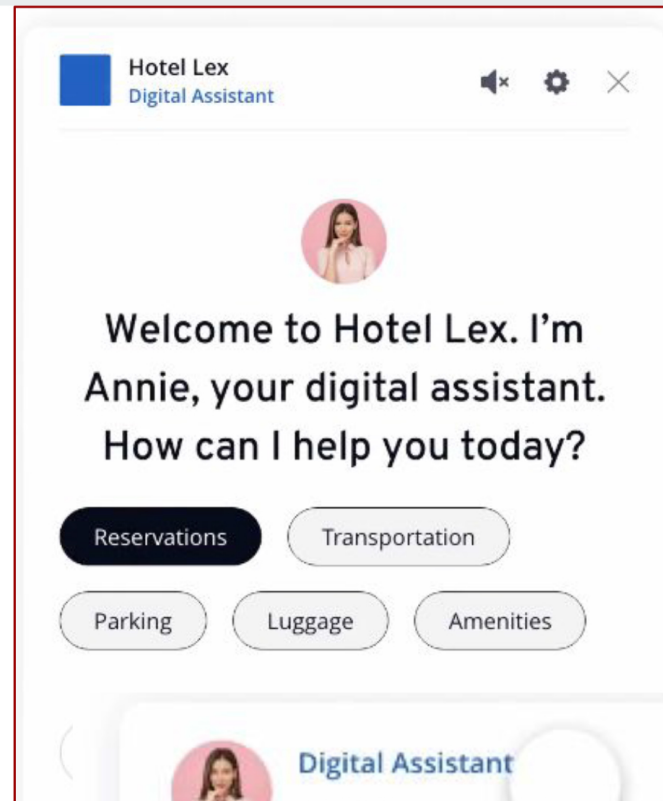 Hotel Lex
Digital Assistant
Welcome to Hotel Lex. I’m
Annie, your digital assistant.
How can I help you today?
Reservations
Transportation
Parking
Luggage
Amenities
Digital Assistant